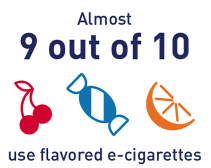 Almost
9 out of 10
use flavored e-cigarettes